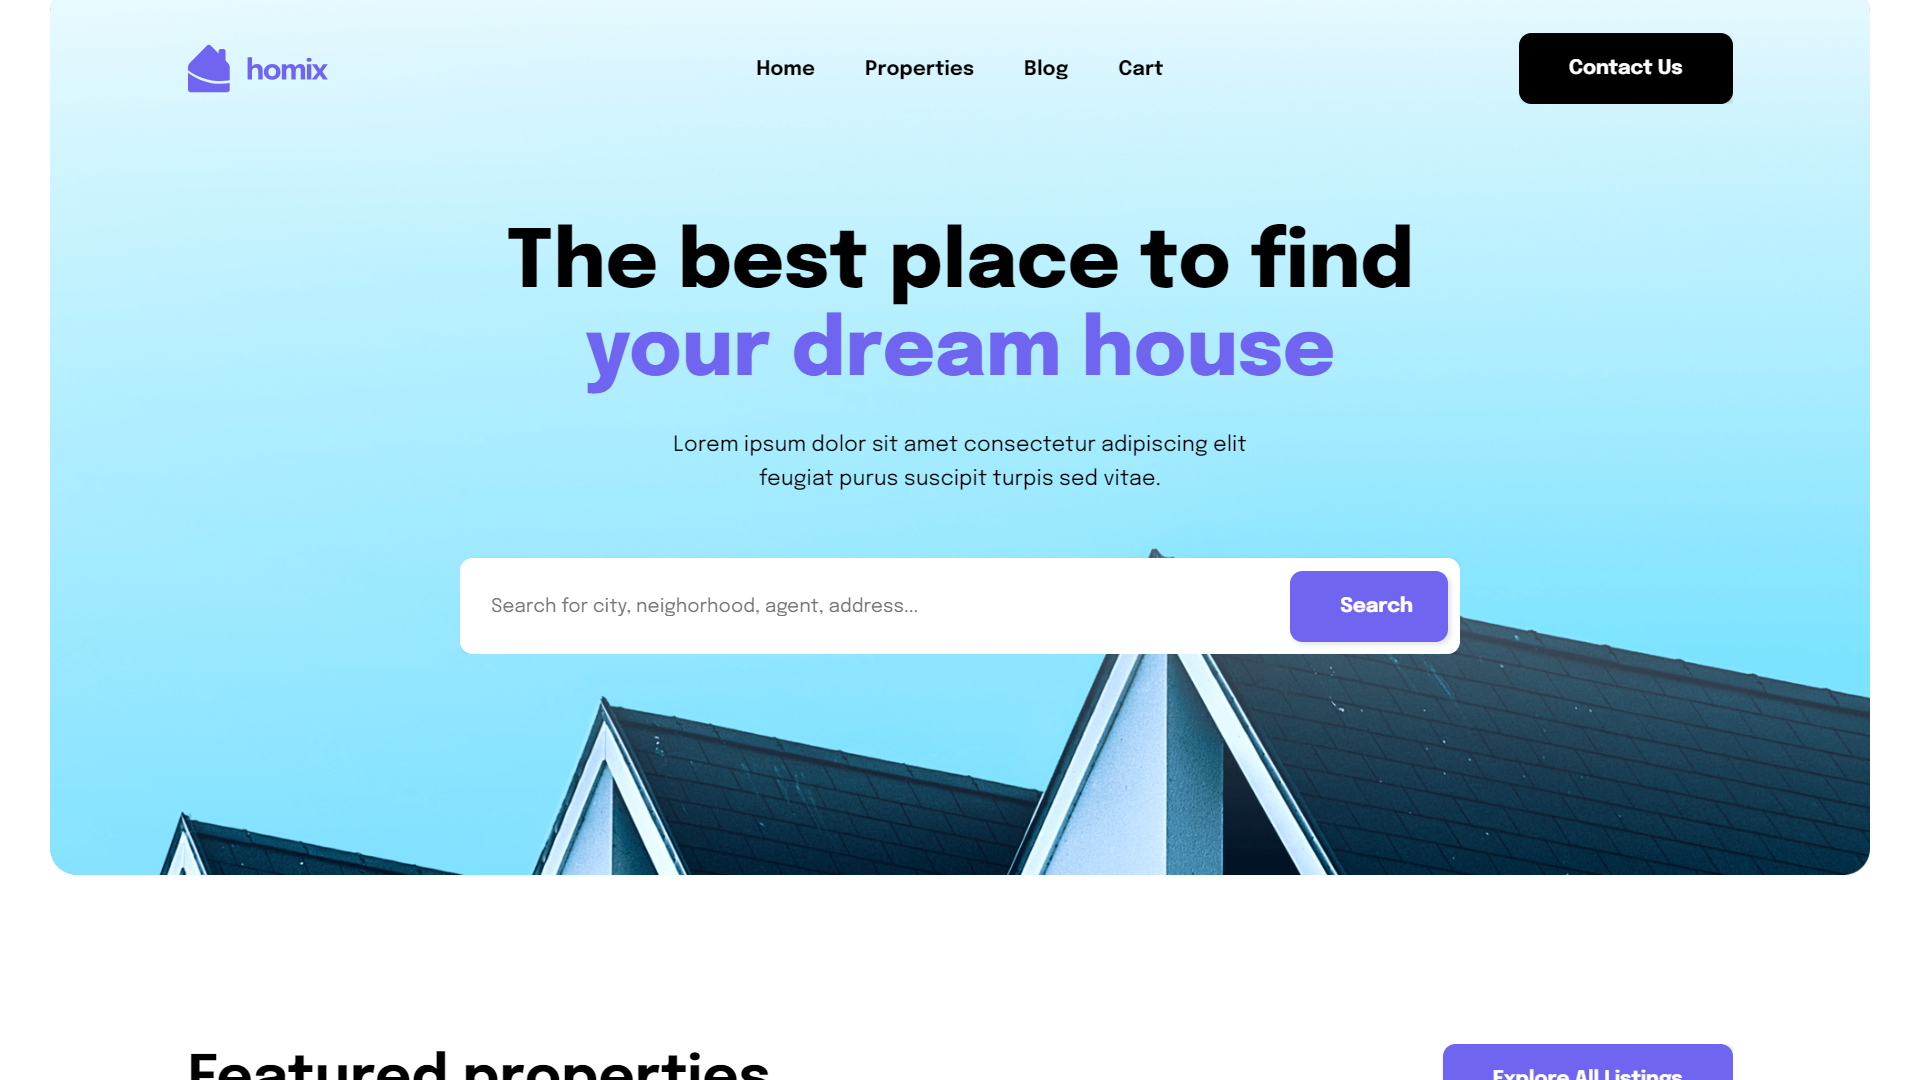 homix
Home Properties Blog Cart
Contact Us
The best place to find
your dream house
Lorem ipsum dolor sit amet consectetur adipiscing elit
feugiat purus suscipit turpis sed vitae.
Search for city, neighorhood, agent, address...
Search
Featured properties
Explore All Listings